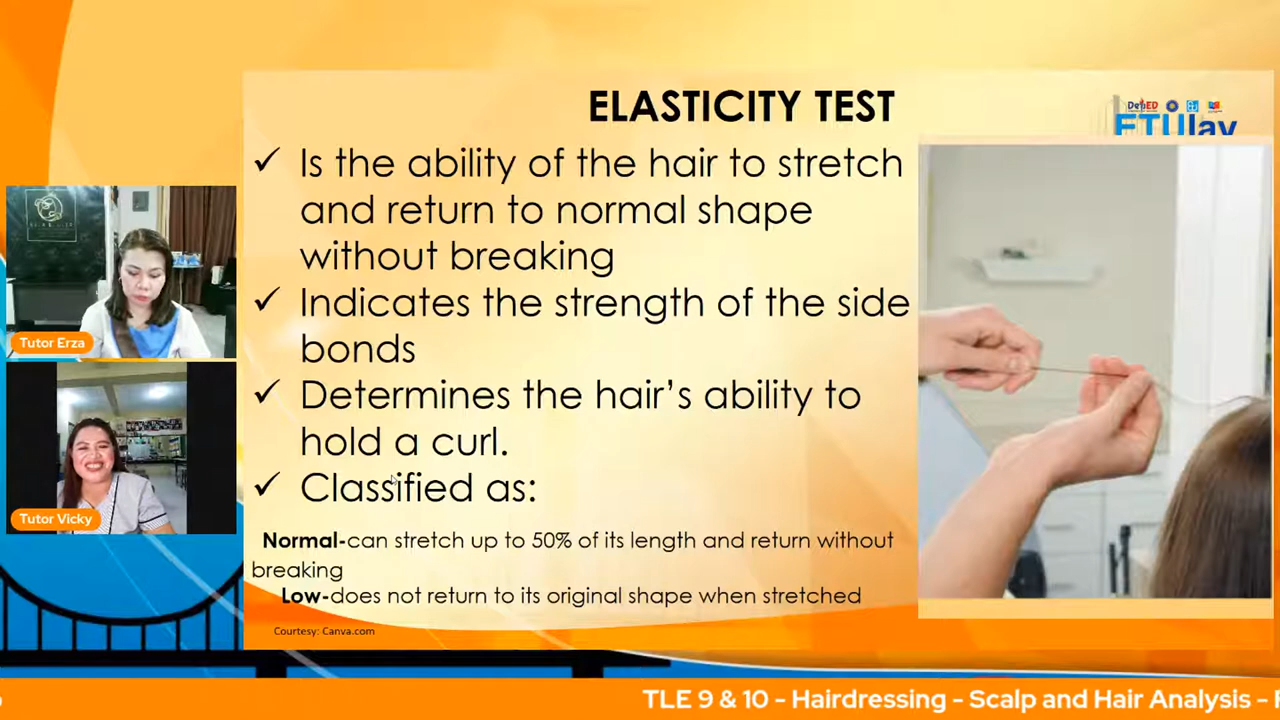 ELASTICITY TEST
DepED
ETUlay
✓ Is the ability of the hair to stretch
and return to normal shape
without breaking
✓ Indicates the strength of the side
bonds
✓ Determines the hair’s ability to
hold a curl.
✓ Classified as:
Normal-can stretch up to 50% of its length and return without
breaking
Low-does not return to its original shape when stretched
Courtesy: Canva.com
Tutor Erza
Tutor Vicky
TLE 9 & 10 - Hairdressing - Scalp and Hair Analysis -